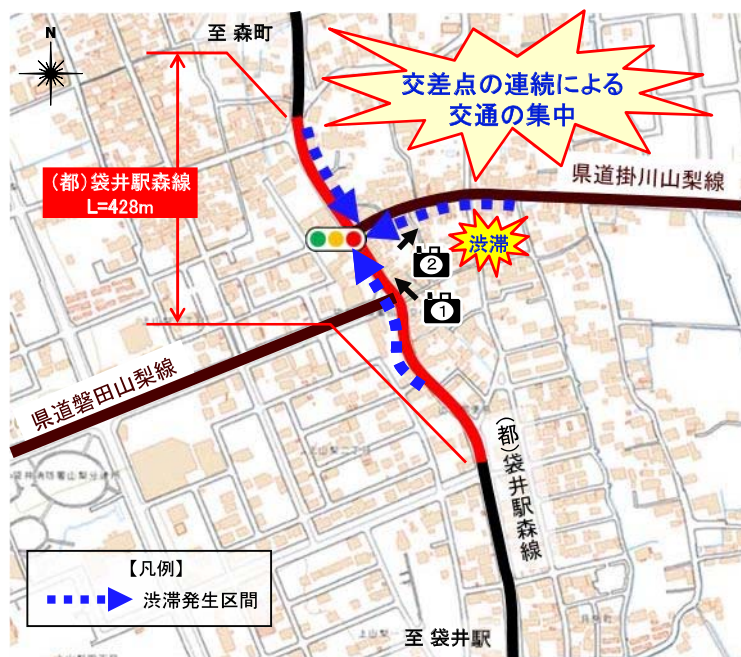 N
至 森町
交差点の連続による
交通の集中
(都)袋井駅森線
L=428m
県道掛川山梨線
渋滞
②
①
県道磐田山梨線
(都)袋井駅森線
【凡例】
渋滞発生区間
至 袋井駅